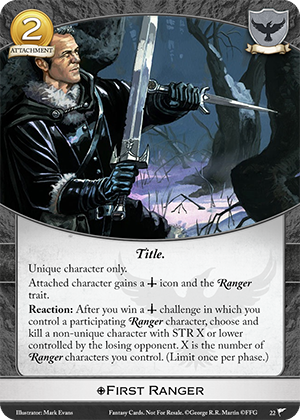 2
ATTACHMENT
Title.
Unique character only.
Attached character gains a icon and the Ranger
trait.
Reaction: After you win a challenge in which you
control a participating Ranger character, choose and
kill a non-unique character with STR X or lower
controlled by the losing opponent. X is the number of
Ranger characters you control. (Limit once per phase.)
FIRST RANGER
Illustrator: Mark Evans
Fantasy Cards. Not For Resale. ©George R.R. Martin ©FFG
22